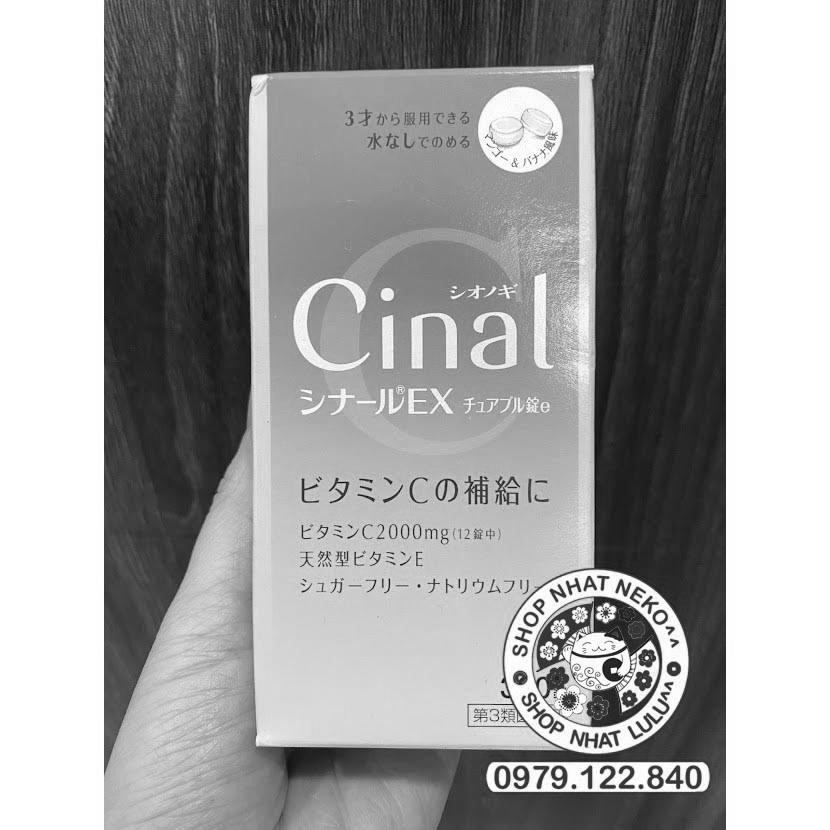 3才から服用できる
水なしでのめる
マンゴー & バナナ風味
シオノギ
Cinal
シナール®EX チュアブル錠e
ビタミンCの補給に
ビタミンC2000mg(12錠中)
天然型ビタミンE
シュガーフリー・ナトリウムフリー
第3類
SHOP NHAT NEKO^^
SHOP NHAT LULU^^
0979.122.840